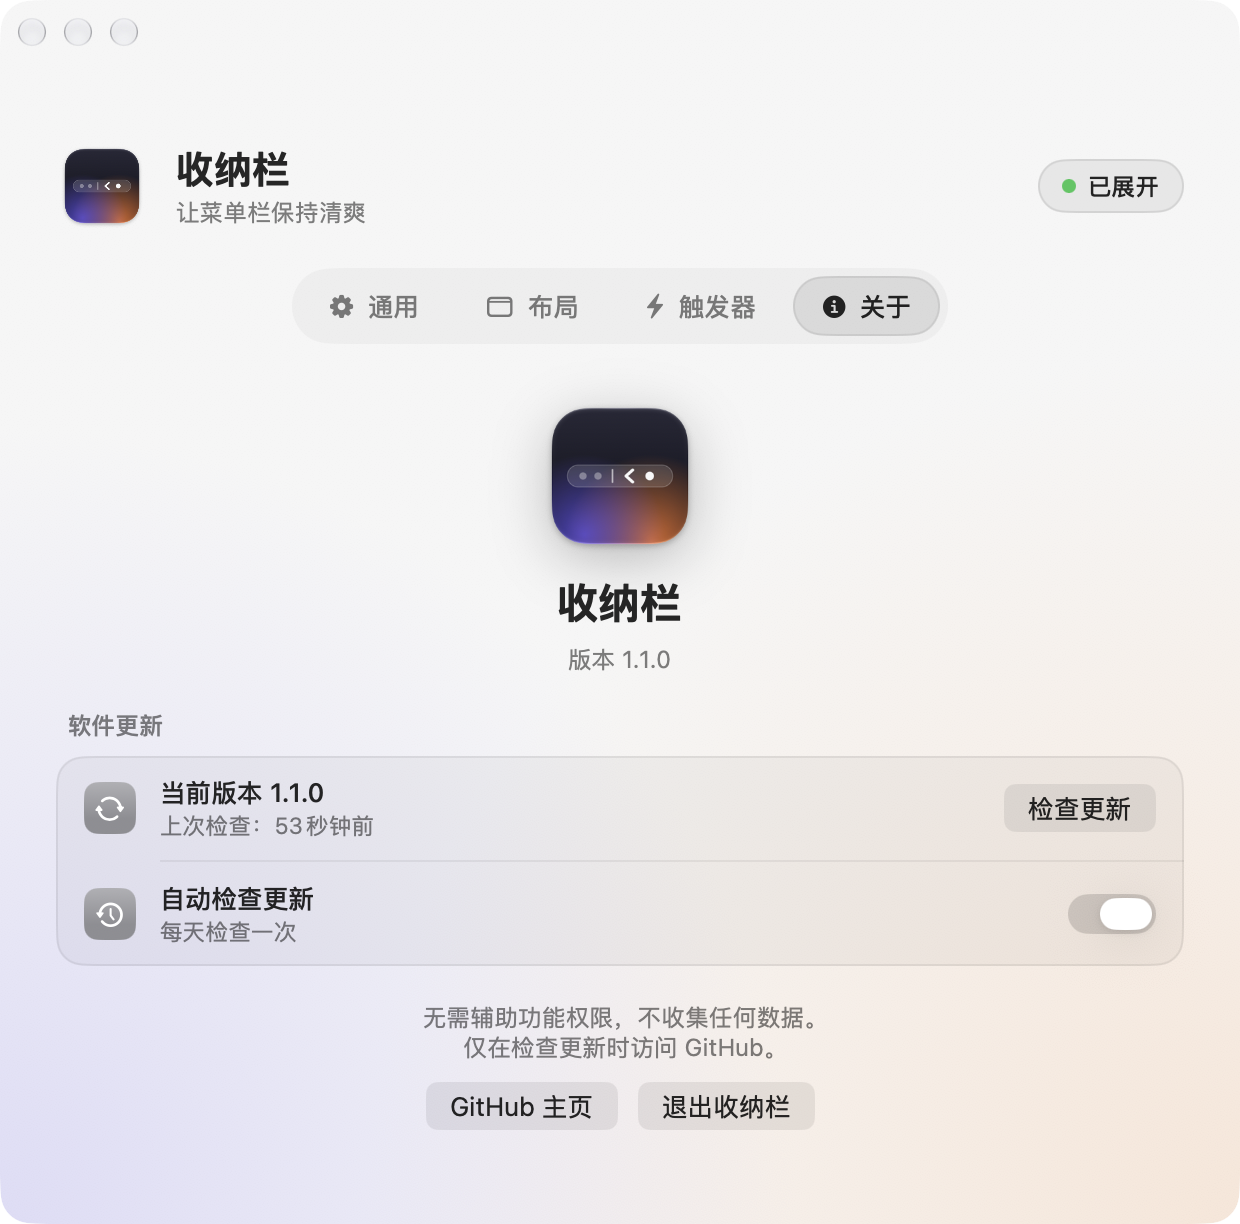 收纳栏
让菜单栏保持清爽
已展开
通用
布局
触发器
关于
收纳栏
版本 1.1.0
软件更新
当前版本 1.1.0
上次检查：53 秒钟前
检查更新
自动检查更新
每天检查一次
无需辅助功能权限，不收集任何数据。
仅在检查更新时访问 GitHub。
GitHub 主页
退出收纳栏